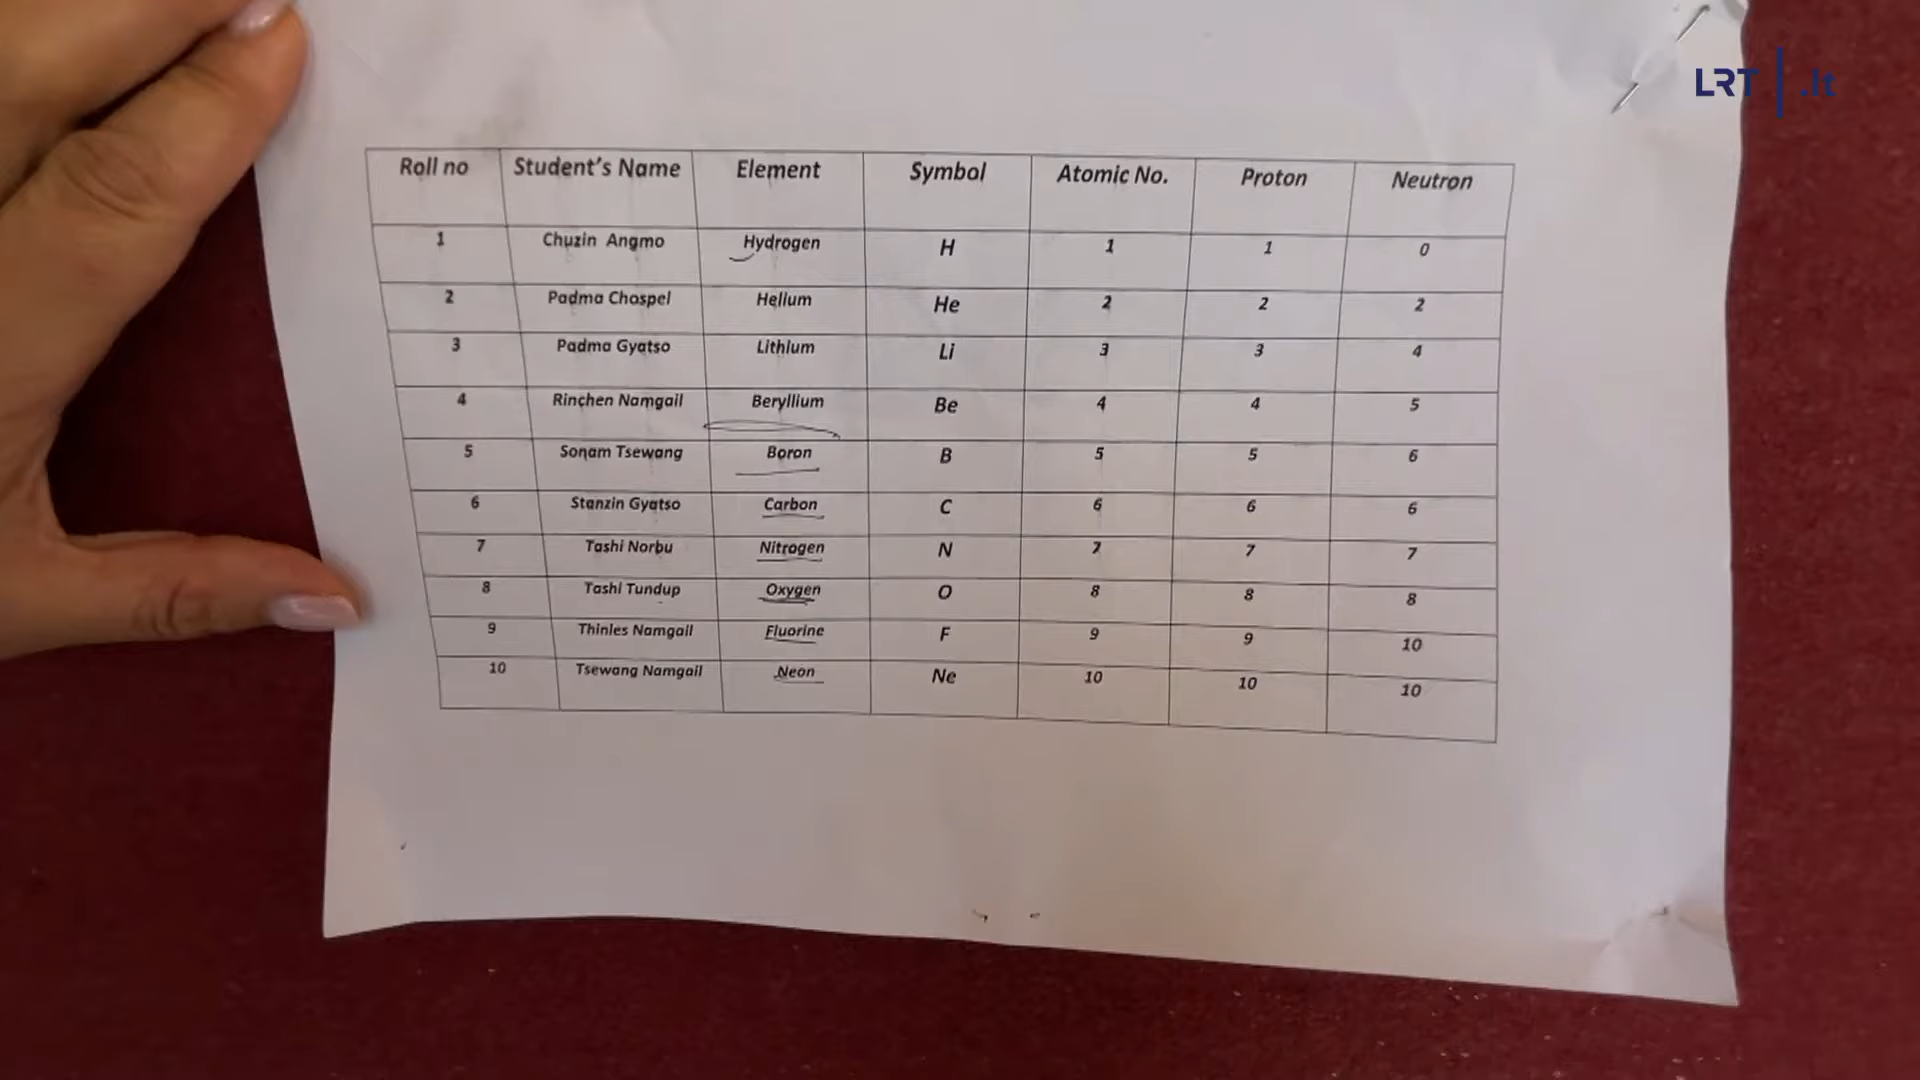 LRT | .lt
Roll no Student's Name Element Symbol Atomic No. Proton Neutron
1 Chuzin Angmo Hydrogen H 1 1 0
2 Padma Chospel Helium He 2 2 2
3 Padma Gyatso Lithium Li 3 3 4
4 Rinchen Namgail Beryllium Be 4 4 5
5 Sonam Tsewang Boron B 5 5 6
6 Stanzin Gyatso Carbon C 6 6 6
7 Tashi Norbu Nitrogen N 7 7 7
8 Tashi Tundup Oxygen O 8 8 8
9 Thinles Namgail Fluorine F 9 9 10
10 Tsewang Namgail Neon Ne 10 10 10